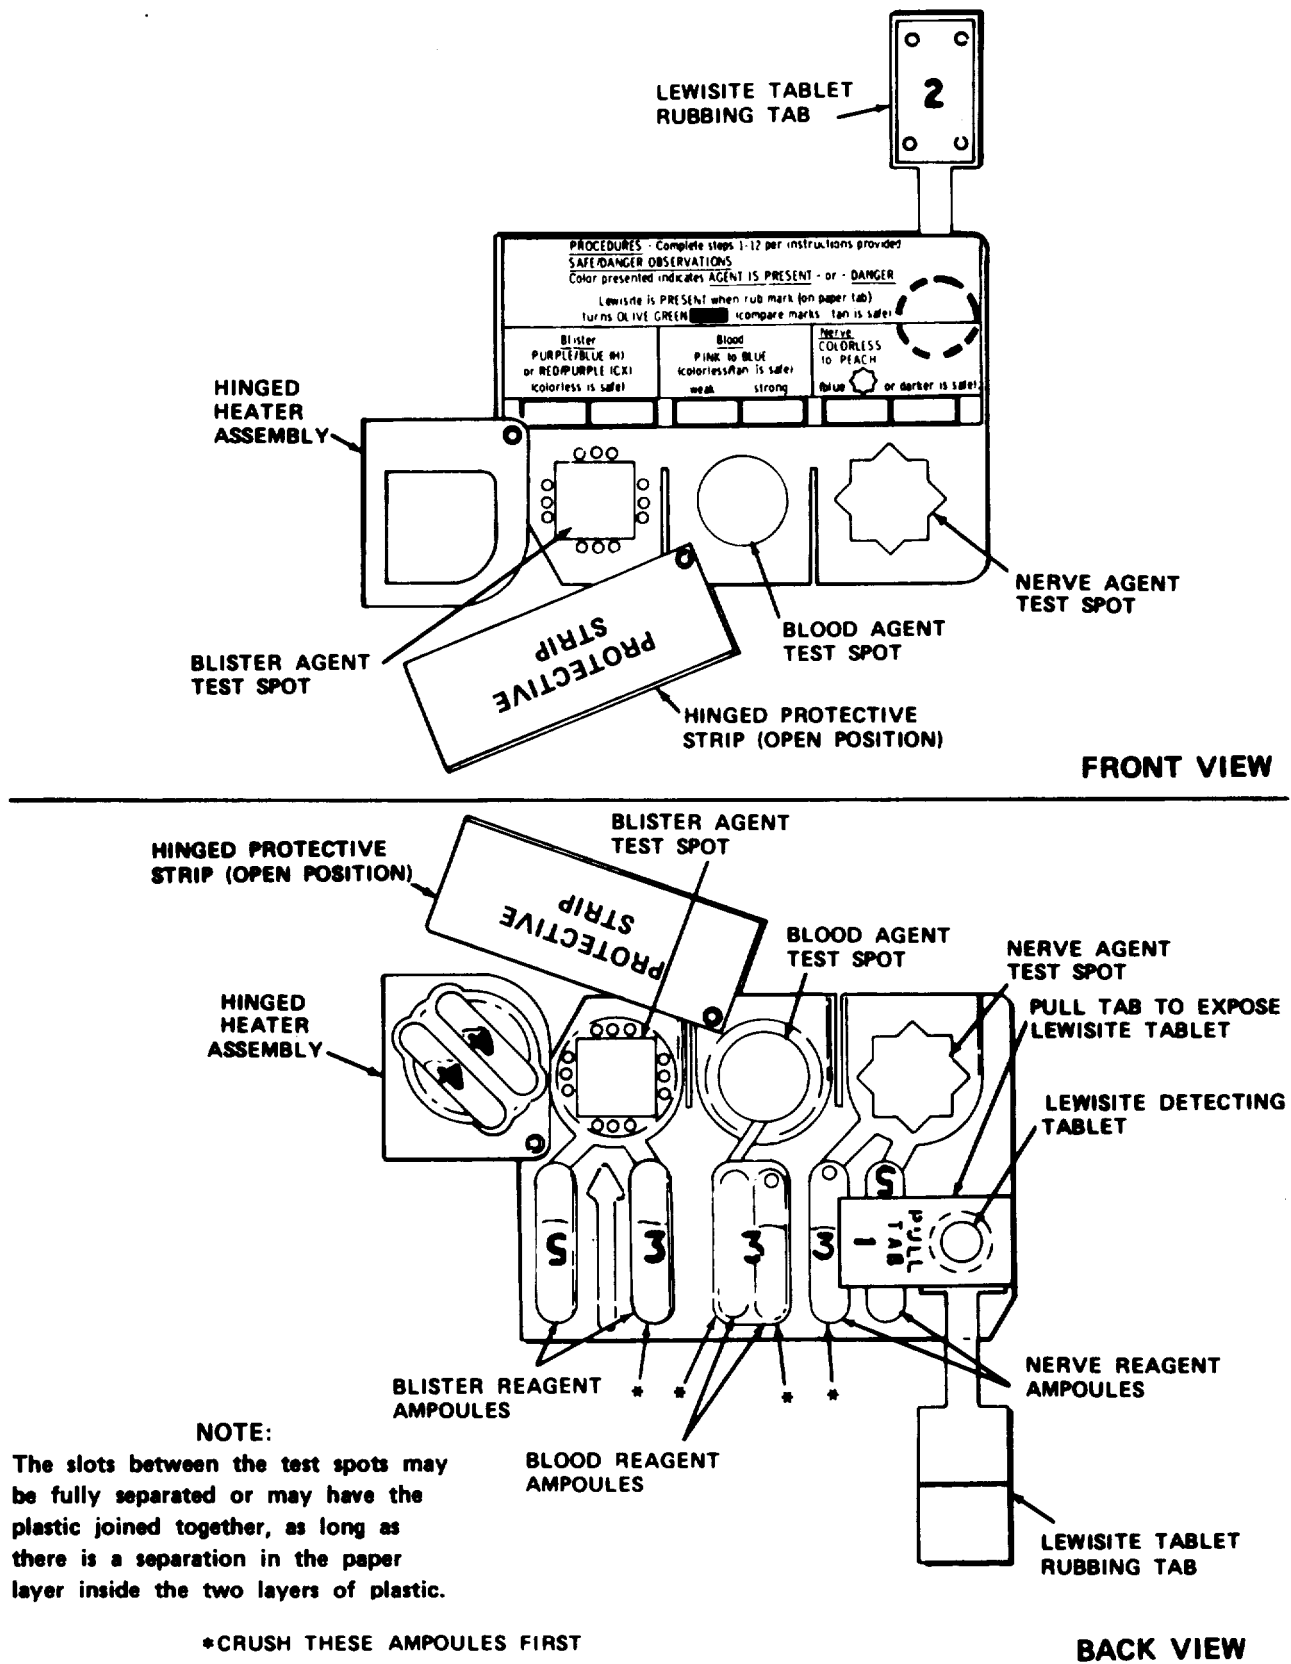 LEWISITE TABLET
RUBBING TAB
2
PROCEDURES - Complete steps 1-12 per instructions provided
SAFE/DANGER OBSERVATIONS
Color presented indicates AGENT IS PRESENT - or - DANGER
Lewisite is PRESENT when rub mark (on paper tab)
turns OLIVE GREEN (compare marks tan is safe)
Blister
PURPLE/BLUE (H)
or RED/PURPLE (CX)
(colorless is safe)
Blood
PINK to BLUE
(colorless/tan is safe)
weak strong
Nerve
COLORLESS
to PEACH
(blue or darker is safe)
HINGED
HEATER
ASSEMBLY
NERVE AGENT
TEST SPOT
BLOOD AGENT
TEST SPOT
BLISTER AGENT
TEST SPOT
PROTECTIVE
STRIP
HINGED PROTECTIVE
STRIP (OPEN POSITION)
FRONT VIEW
BLISTER AGENT
TEST SPOT
HINGED PROTECTIVE
STRIP (OPEN POSITION)
PROTECTIVE
STRIP
BLOOD AGENT
TEST SPOT
NERVE AGENT
TEST SPOT
HINGED
HEATER
ASSEMBLY
PULL TAB TO EXPOSE
LEWISITE TABLET
LEWISITE DETECTING
TABLET
5
3
3
3
5
PULL
TAB
1
BLISTER REAGENT
AMPOULES
* * * *
NERVE REAGENT
AMPOULES
BLOOD REAGENT
AMPOULES
NOTE:
The slots between the test spots may
be fully separated or may have the
plastic joined together, as long as
there is a separation in the paper
layer inside the two layers of plastic.
LEWISITE TABLET
RUBBING TAB
*CRUSH THESE AMPOULES FIRST
BACK VIEW